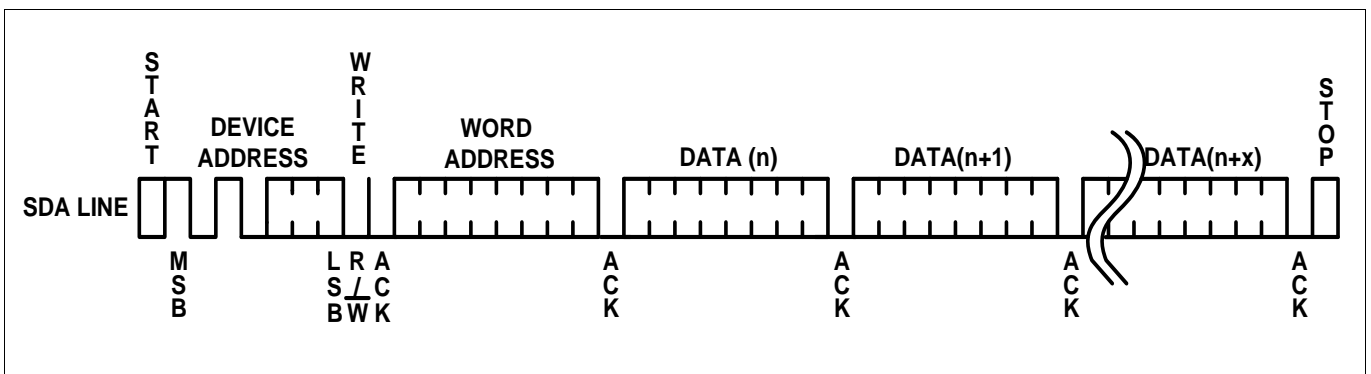 START
DEVICE
ADDRESS
WRITE
WORD
ADDRESS
DATA (n)
DATA(n+1)
DATA(n+x)
STOP
SDA LINE
MSB
LSB
R/W
ACK
ACK
ACK
ACK
ACK